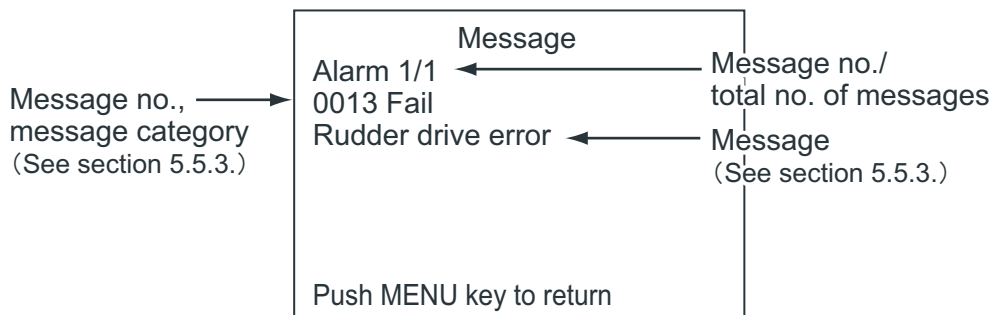 Message
Alarm 1/1
0013 Fail
Rudder drive error
Push MENU key to return
Message no.,
message category
(See section 5.5.3.)
Message no./
total no. of messages
Message
(See section 5.5.3.)